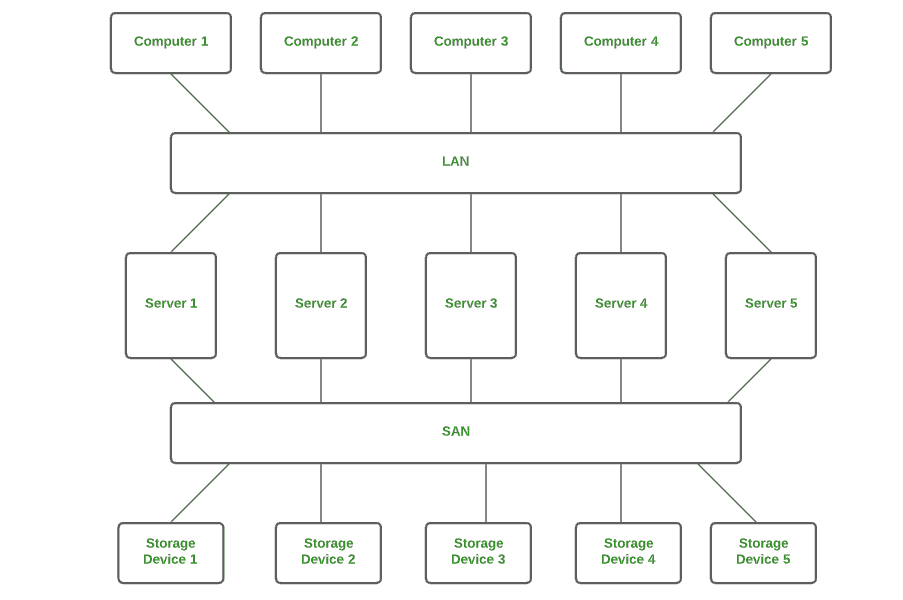 Computer 1
Computer 2
Computer 3
Computer 4
Computer 5
LAN
Server 1
Server 2
Server 3
Server 4
Server 5
SAN
Storage
Device 1
Storage
Device 2
Storage
Device 3
Storage
Device 4
Storage
Device 5